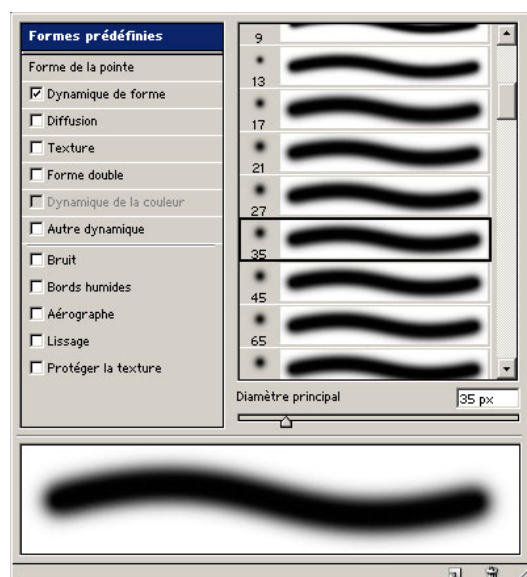 Formes prédéfinies
Forme de la pointe
Dynamique de forme
Diffusion
Texture
Forme double
Dynamique de la couleur
Autre dynamique
Bruit
Bords humides
Aérographe
Lissage
Protéger la texture
9
13
17
21
27
35
45
65
Diamètre principal
35 px